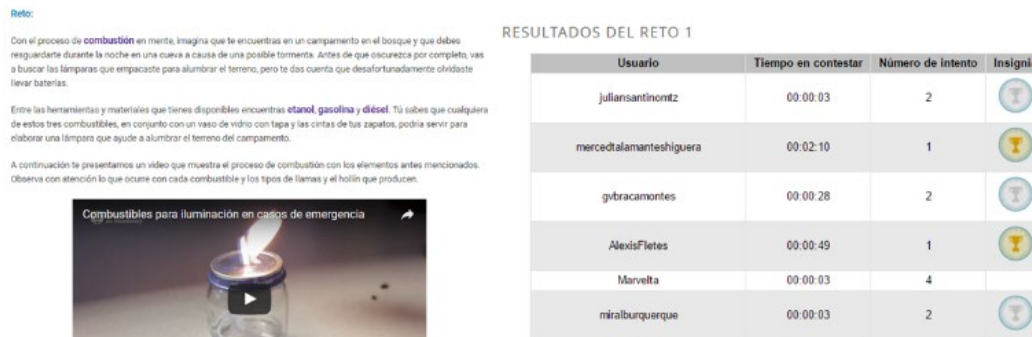 Reto:
Con el proceso de combustión en mente, imagina que te encuentras en un campamento en el bosque y que debes
resguardarte durante la noche en una cueva a causa de una posible tormenta. Antes de que oscurezca por completo, vas
a buscar las lámparas que empacaste para alumbrar el terreno, pero te das cuenta que desafortunadamente olvidaste
llevar baterías.
Entre las herramientas y materiales que tienes disponibles encuentras etanol, gasolina y diésel. Tú sabes que cualquiera
de estos tres combustibles, en conjunto con un vaso de vidrio con tapa y las cintas de tus zapatos, podría servir para
elaborar una lámpara que ayude a alumbrar el terreno del campamento.
A continuación te presentamos un video que muestra el proceso de combustión con los elementos antes mencionados.
Observa con atención lo que ocurre con cada combustible y los tipos de llamas y el hollín que producen.
Combustibles para iluminación en casos de emergencia
RESULTADOS DEL RETO 1
Usuario Tiempo en contestar Número de intento Insignia
juliansantinomtz 00:00:03 2
mercedtalamanteshiguera 00:02:10 1
gvbracamontes 00:00:28 2
AlexisFletes 00:00:49 1
Marvelta 00:00:03 4
miralburquerque 00:00:03 2